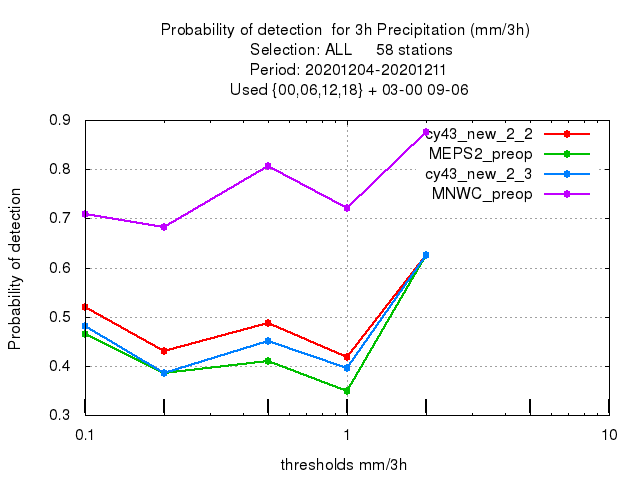 Probability of detection  for 3h Precipitation (mm/3h)
Selection: ALL     58 stations
Period: 20201204-20201211
Used {00,06,12,18} + 03-00 09-06
0.9
0.8
0.7
0.6
0.5
0.4
0.3
Probability of detection
cy43_new_2_2
MEPS2_preop
cy43_new_2_3
MNWC_preop
0.1 1 10
thresholds mm/3h